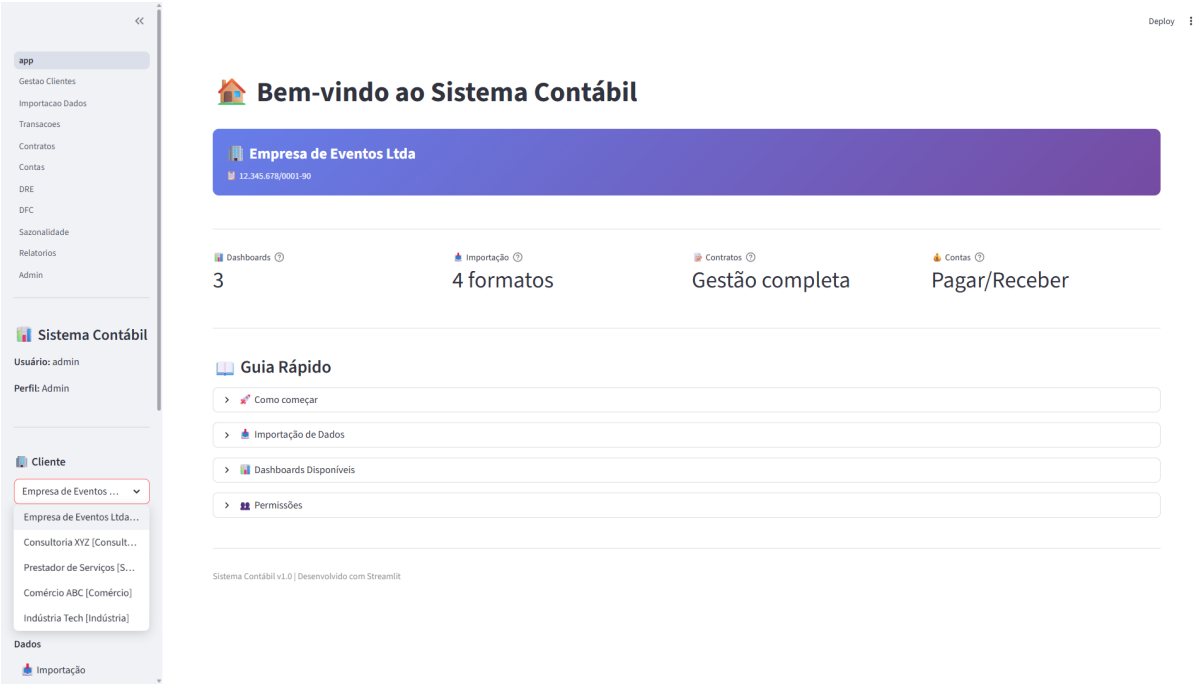 app
Gestao Clientes
Importacao Dados
Transacoes
Contratos
Contas
DRE
DFC
Sazonalidade
Relatorios
Admin
Sistema Contábil
Usuário: admin
Perfil: Admin
Cliente
Empresa de Eventos ...
Empresa de Eventos Ltda...
Consultoria XYZ [Consult...
Prestador de Serviços [S...
Comércio ABC [Comércio]
Indústria Tech [Indústria]
Dados
Importação
Deploy
Bem-vindo ao Sistema Contábil
Empresa de Eventos Ltda
12.345.678/0001-90
Dashboards
3
Importação
4 formatos
Contratos
Gestão completa
Contas
Pagar/Receber
Guia Rápido
Como começar
Importação de Dados
Dashboards Disponíveis
Permissões
Sistema Contábil v1.0 | Desenvolvido com Streamlit